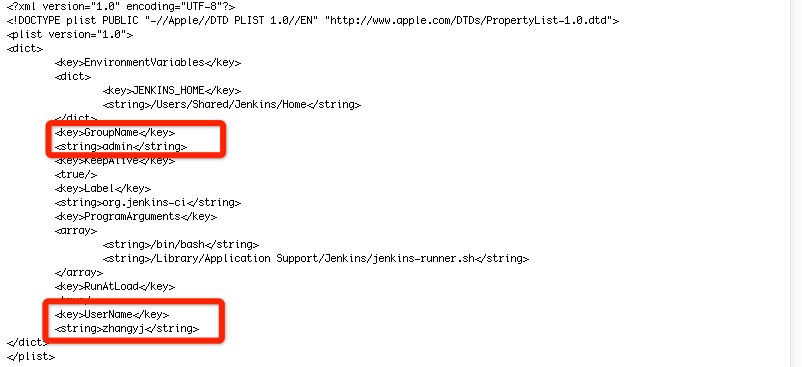 <?xml version="1.0" encoding="UTF-8"?>
<!DOCTYPE plist PUBLIC "-//Apple//DTD PLIST 1.0//EN" "http://www.apple.com/DTDs/PropertyList-1.0.dtd">
<plist version="1.0">
<dict>
<key>EnvironmentVariables</key>
<dict>
<key>JENKINS_HOME</key>
<string>/Users/Shared/Jenkins/Home</string>
</dict>
<key>GroupName</key>
<string>admin</string>
<key>KeepAlive</key>
<true/>
<key>Label</key>
<string>org.jenkins-ci</string>
<key>ProgramArguments</key>
<array>
<string>/bin/bash</string>
<string>/Library/Application Support/Jenkins/jenkins-runner.sh</string>
</array>
<key>RunAtLoad</key>
<true/>
<key>UserName</key>
<string>zhangyj</string>
</dict>
</plist>